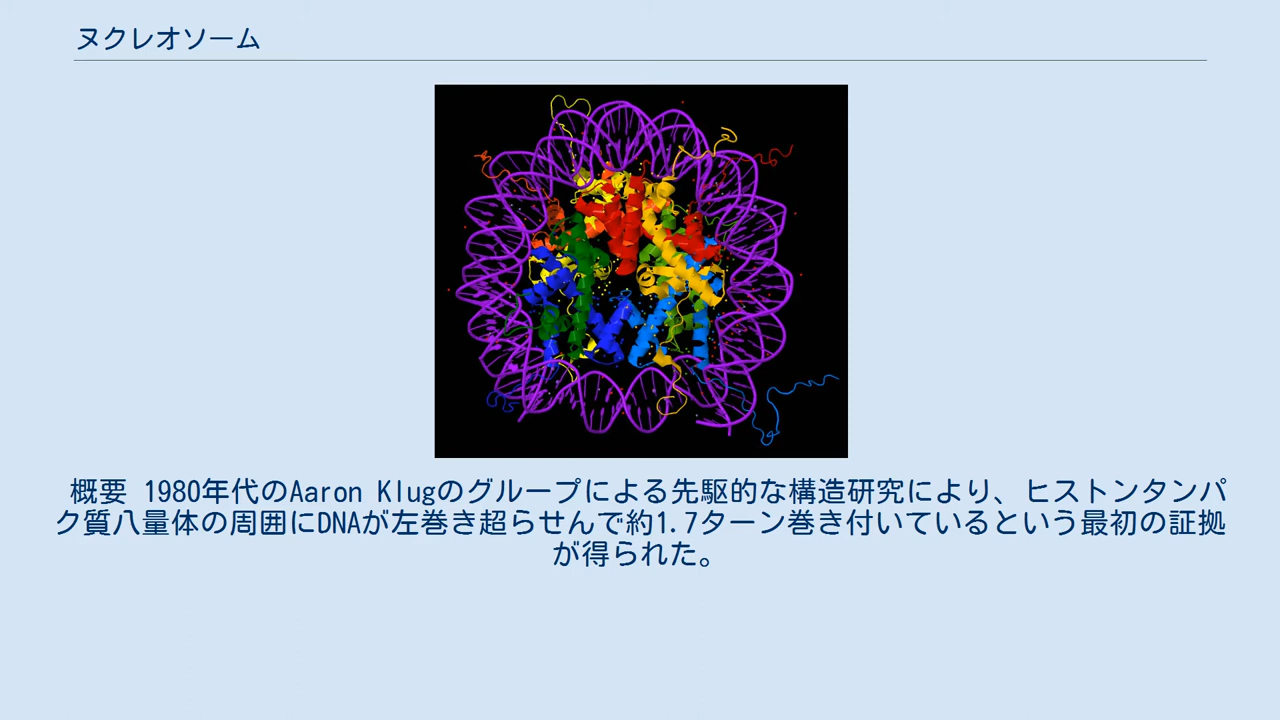 ヌクレオソーム
概要 1980年代のAaron Klugのグループによる先駆的な構造研究により、ヒストンタンパ
ク質八量体の周囲にDNAが左巻き超らせんで約1.7ターン巻き付いているという最初の証拠
が得られた。